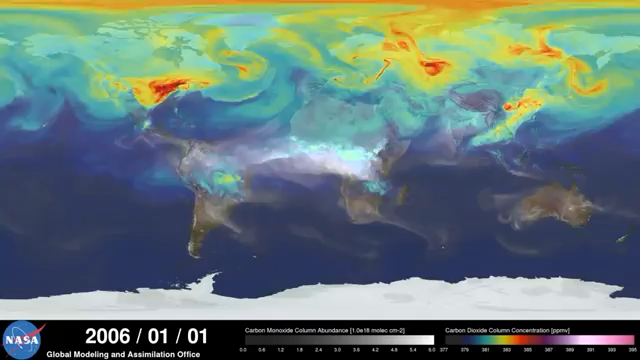 NASA
2006 / 01 / 01
Global Modeling and Assimilation Office
Carbon Monoxide Column Abundance [1.0e18 molec cm-2]
0.0 0.6 1.2 1.8 2.4 3.0 3.6 4.2 4.8 5.4 6.0
Carbon Dioxide Column Concentration [ppmv]
377 379 381 383 385 387 389 391 393